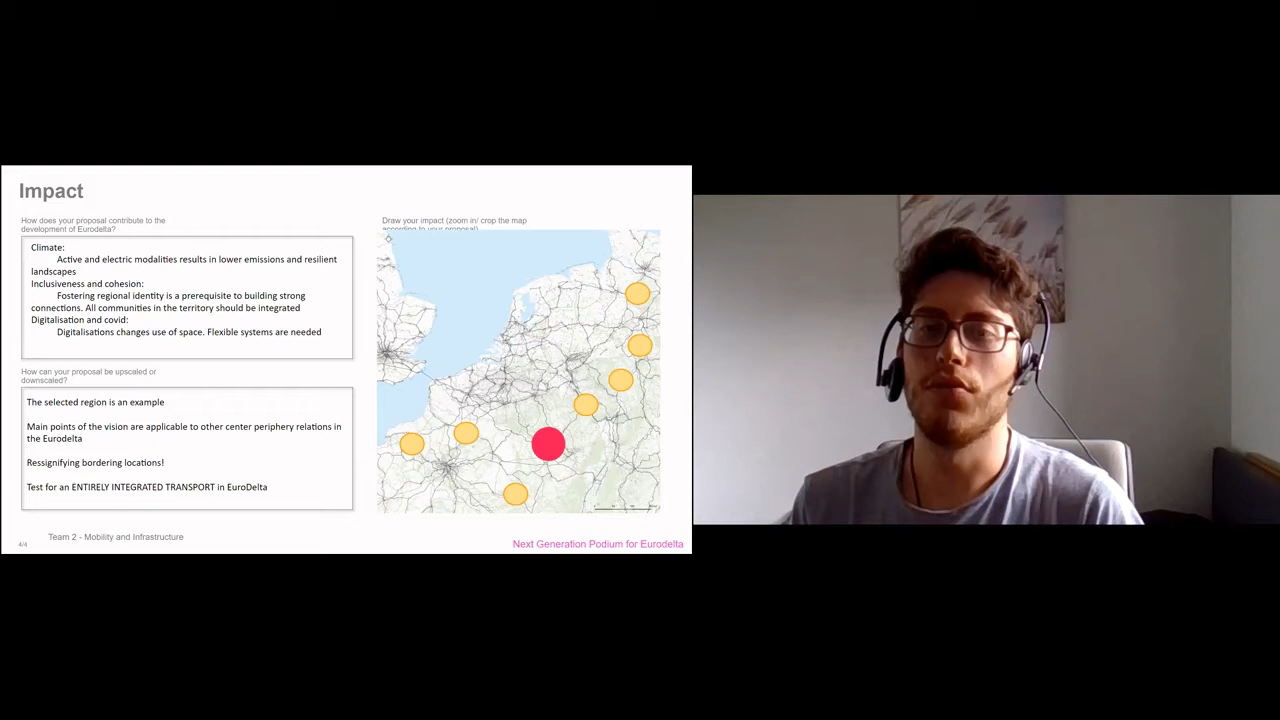 Impact
How does your proposal contribute to the
development of Eurodelta?
Climate:
Active and electric modalities results in lower emissions and resilient
landscapes
Inclusiveness and cohesion:
Fostering regional identity is a prerequisite to building strong
connections. All communities in the territory should be integrated
Digitalisation and covid:
Digitalisations changes use of space. Flexible systems are needed
How can your proposal be upscaled or
downscaled?
The selected region is an example
Main points of the vision are applicable to other center periphery relations in
the Eurodelta
Ressignifying bordering locations!
Test for an ENTIRELY INTEGRATED TRANSPORT in EuroDelta
Draw your impact (zoom in/ crop the map
according to your proposal)
4/4
Team 2 - Mobility and Infrastructure
Next Generation Podium for Eurodelta